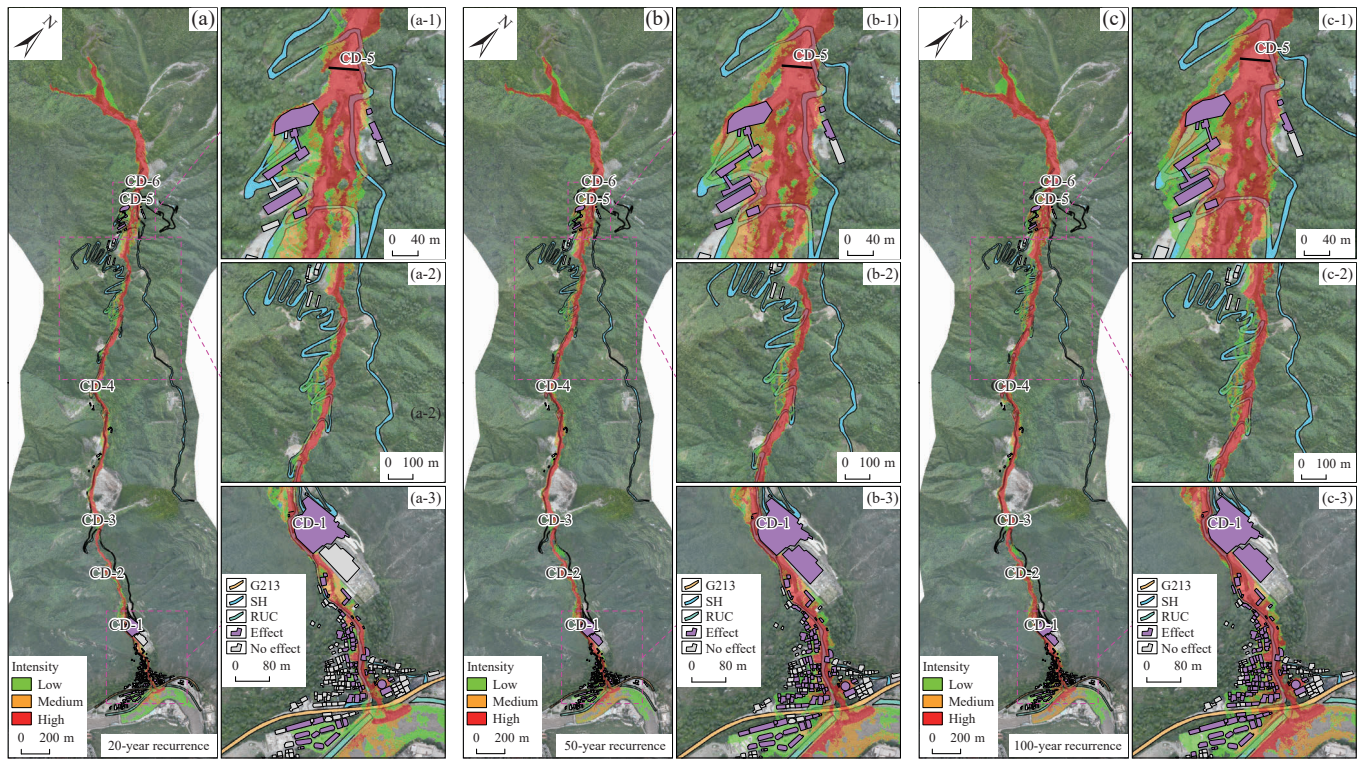 N
(a)
CD-6
CD-5
CD-4
CD-3
CD-2
CD-1
Intensity
Low
Medium
High
0 200 m
20-year recurrence
(a-1)
CD-5
0 40 m
(a-2)
(a-2)
0 100 m
(a-3)
CD-1
G213
SH
RUC
Effect
No effect
0 80 m
N
(b)
CD-6
CD-5
CD-4
CD-3
CD-2
CD-1
Intensity
Low
Medium
High
0 200 m
50-year recurrence
(b-1)
CD-5
0 40 m
(b-2)
0 100 m
(b-3)
CD-1
G213
SH
RUC
Effect
No effect
0 80 m
N
(c)
CD-6
CD-5
CD-4
CD-3
CD-2
CD-1
Intensity
Low
Medium
High
0 200 m
100-year recurrence
(c-1)
CD-5
0 40 m
(c-2)
0 100 m
(c-3)
CD-1
G213
SH
RUC
Effect
No effect
0 80 m